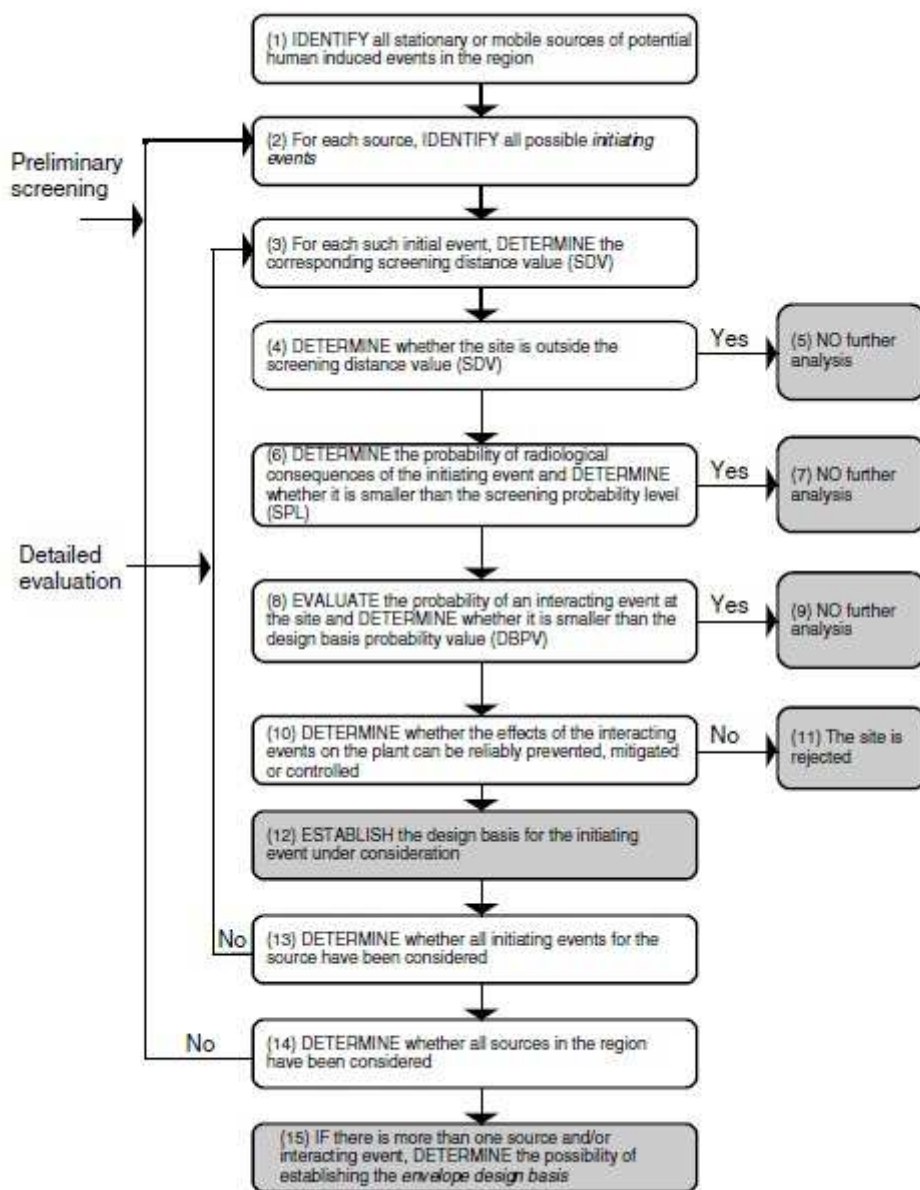 (1) IDENTIFY all stationary or mobile sources of potential
human induced events in the region
(2) For each source, IDENTIFY all possible initiating
events
Preliminary
screening
(3) For each such initial event, DETERMINE the
corresponding screening distance value (SDV)
(4) DETERMINE whether the site is outside the
screening distance value (SDV)
Yes
(5) NO further
analysis
(6) DETERMINE the probability of radiological
consequences of the initiating event and DETERMINE
whether it is smaller than the screening probability level
(SPL)
Yes
(7) NO further
analysis
Detailed
evaluation
(8) EVALUATE the probability of an interacting event at
the site and DETERMINE whether it is smaller than the
design basis probability value (DBPV)
Yes
(9) NO further
analysis
(10) DETERMINE whether the effects of the interacting
events on the plant can be reliably prevented, mitigated
or controlled
No
(11) The site is
rejected
(12) ESTABLISH the design basis for the initiating
event under consideration
No
(13) DETERMINE whether all initiating events for the
source have been considered
No
(14) DETERMINE whether all sources in the region
have been considered
(15) IF there is more than one source and/or
interacting event, DETERMINE the possibility of
establishing the envelope design basis